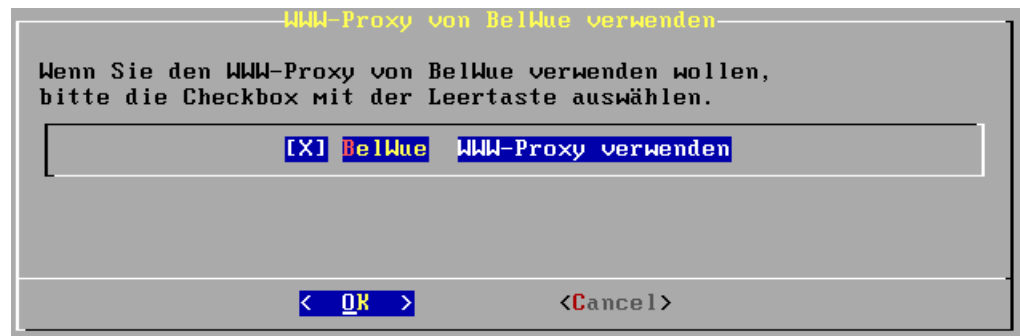 WWW-Proxy von BelWue verwenden
Wenn Sie den WWW-Proxy von BelWue verwenden wollen,
bitte die Checkbox mit der Leertaste auswählen.
[X] BelWue WWW-Proxy verwenden
< OK > <Cancel>